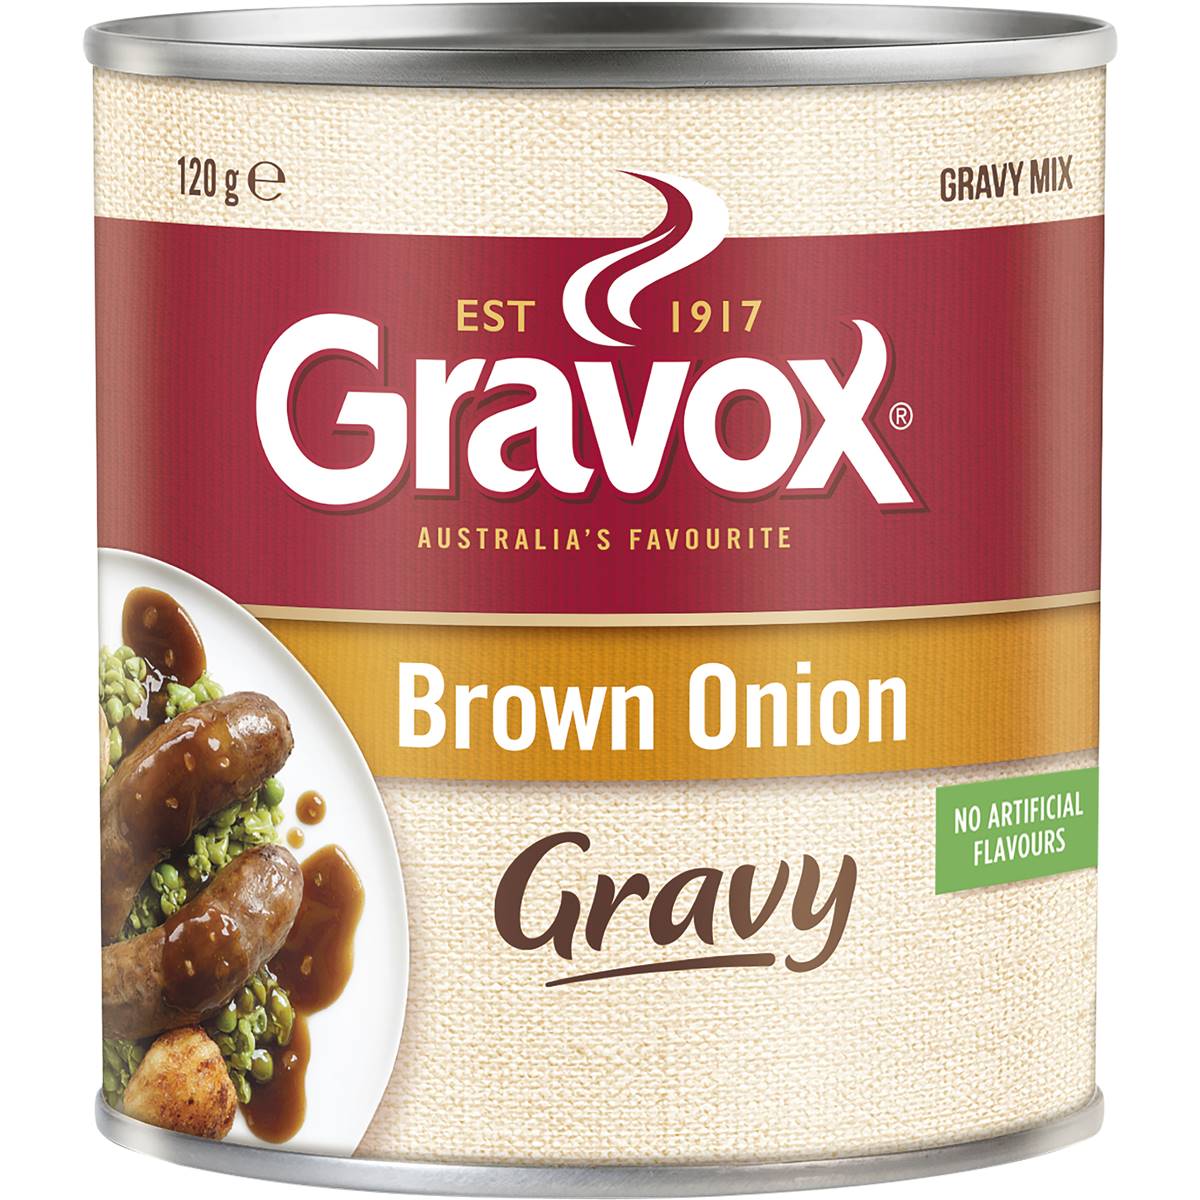 120 g ℮
GRAVY MIX
EST 1917
Gravox®
AUSTRALIA'S FAVOURITE
Brown Onion
NO ARTIFICIAL
FLAVOURS
Gravy